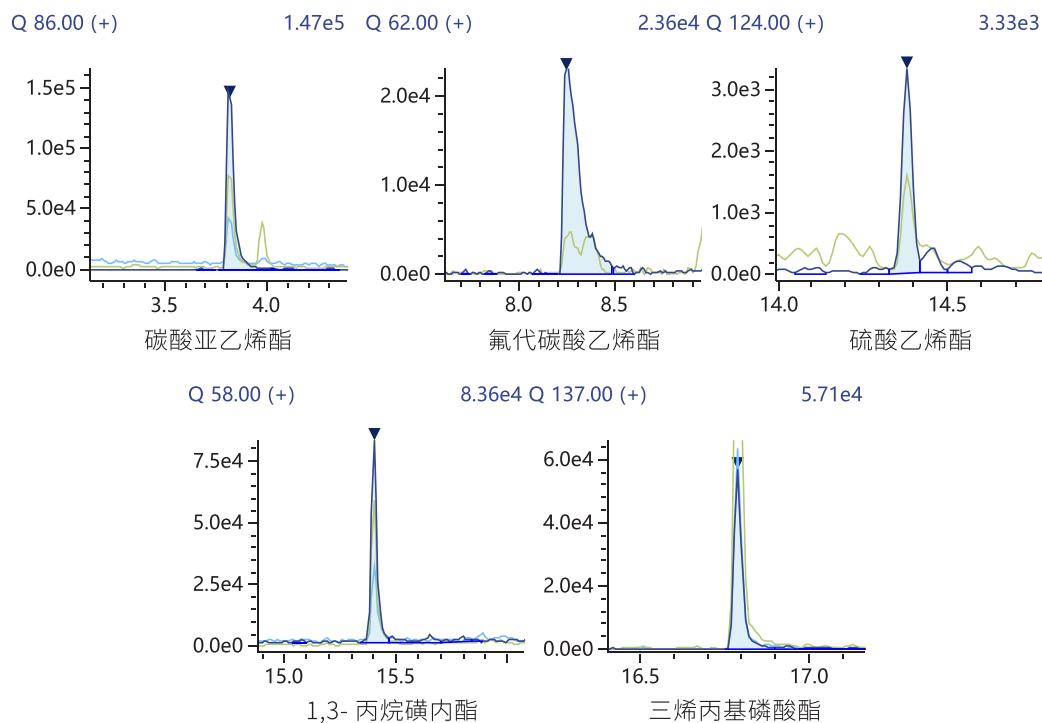 Q 86.00 (+) 1.47e5
Q 62.00 (+) 2.36e4
Q 124.00 (+) 3.33e3
1.5e5
1.0e5
5.0e4
0.0e0
3.5 4.0
碳酸亚乙烯酯
2.0e4
1.0e4
0.0e0
8.0 8.5
氟代碳酸乙烯酯
3.0e3
2.0e3
1.0e3
0.0e0
14.0 14.5
硫酸乙烯酯
Q 58.00 (+) 8.36e4
Q 137.00 (+) 5.71e4
7.5e4
5.0e4
2.5e4
0.0e0
15.0 15.5
1,3- 丙烷磺内酯
6.0e4
4.0e4
2.0e4
0.0e0
16.5 17.0
三烯丙基磷酸酯